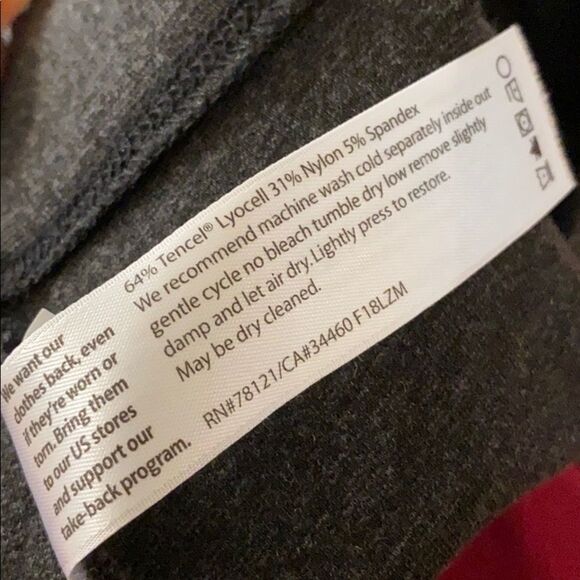 64% Tencel® Lyocell 31% Nylon 5% Spandex
We recommend machine wash cold separately inside out
gentle cycle no bleach tumble dry low remove slightly
damp and let air dry Lightly press to restore.
May be dry cleaned.
RN#78121/CA#34460 F18LZM
We want our
clothes back, even
if they're worn or
torn. Bring them
to our US stores
and support our
take-back program.